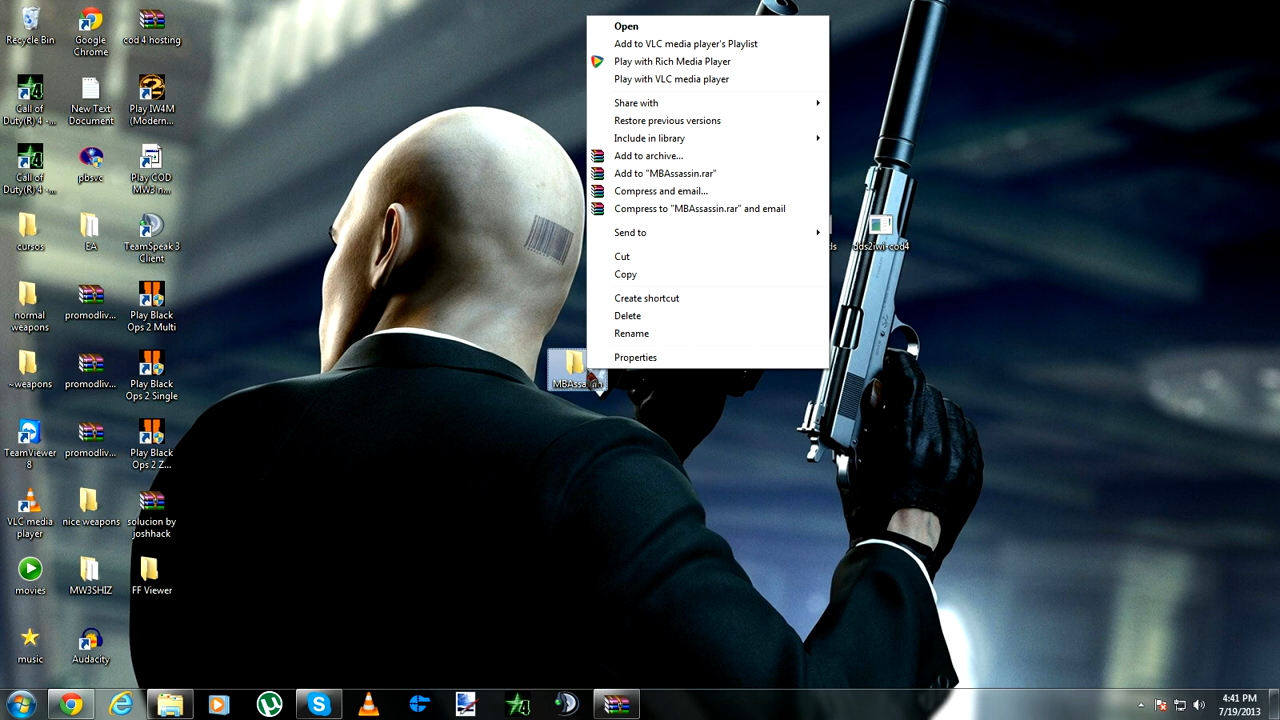 Recycle Bin
Google
Chrome
cod 4 hosting
Call of
Duty(R) 4 -...
New Text
Document
Play IW4M
(Modern...
Call of
Duty(R) 4 -...
pbsvc
Play COD
MW3 n...
cursos
EA
TeamSpeak 3
Client
normal
weapons
promodliv...
Play Black
Ops 2 Multi
~weapons
promodliv...
Play Black
Ops 2 Single
TeamViewer
8
promodliv...
Play Black
Ops 2 Z...
VLC media
player
nice weapons
solucion by
joshhack
movies
MW3SHIZ
FF Viewer
music
Audacity
Open
Add to VLC media player's Playlist
Play with Rich Media Player
Play with VLC media player
Share with
Restore previous versions
Include in library
Add to archive...
Add to "MBAssassin.rar"
Compress and email...
Compress to "MBAssassin.rar" and email
Send to
Cut
Copy
Create shortcut
Delete
Rename
Properties
dds2iwi-cod4
4:41 PM
7/19/2013